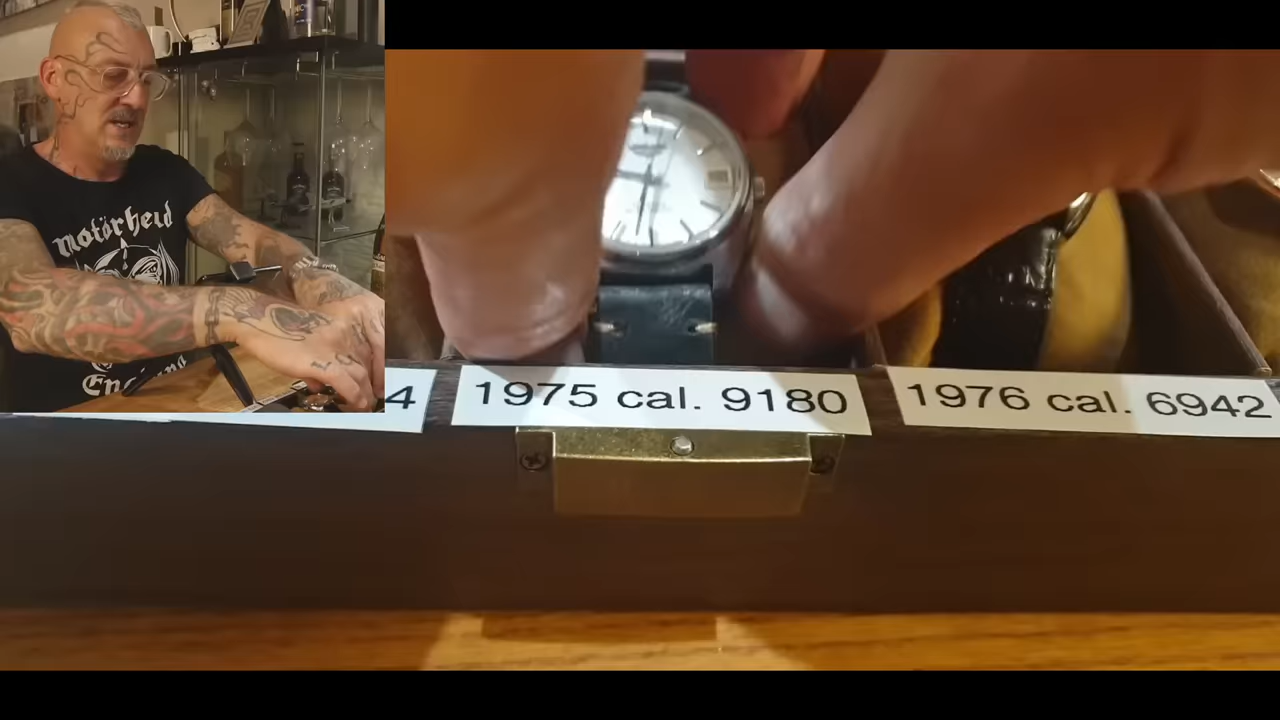 Motörhead
England
4
1975 cal. 9180
1976 cal. 6942